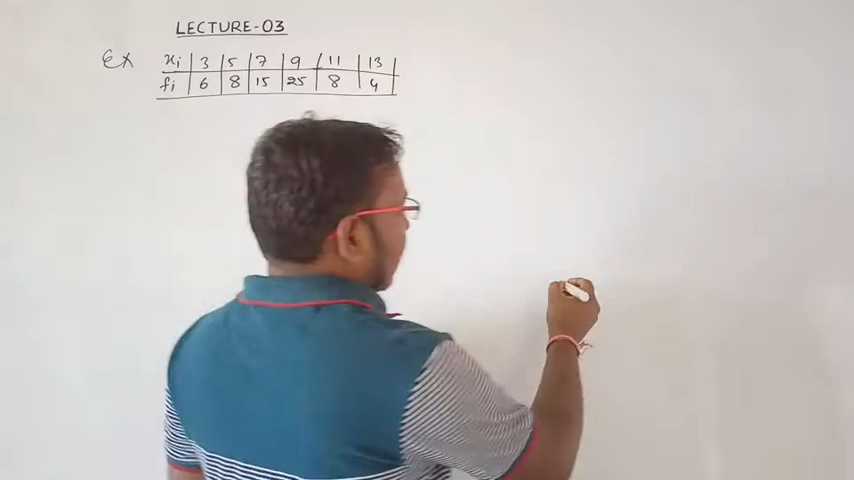 LECTURE-03
Ex xi | 3 | 5 | 7 | 9 | 11 | 13
fi | 6 | 8 | 15 | 25 | 8 | 4